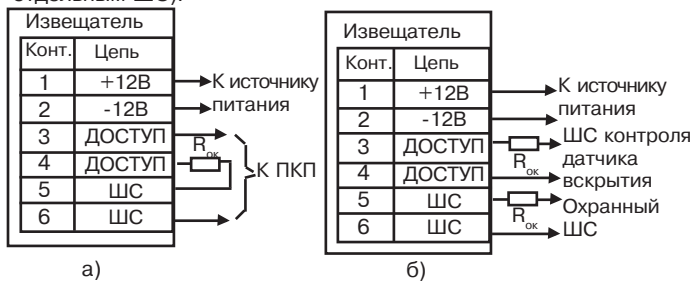 отдельным ШС).
Извещатель
Конт. Цепь
1 +12В К источнику
2 -12В питания
3 ДОСТУП
Rок
4 ДОСТУП К ПКП
5 ШС
6 ШС
а)
Извещатель
Конт. Цепь
1 +12В К источнику
питания
2 -12В
3 ДОСТУП Rок ШС контроля
датчика
4 ДОСТУП вскрытия
5 ШС Rок Охранный
6 ШС ШС
б)